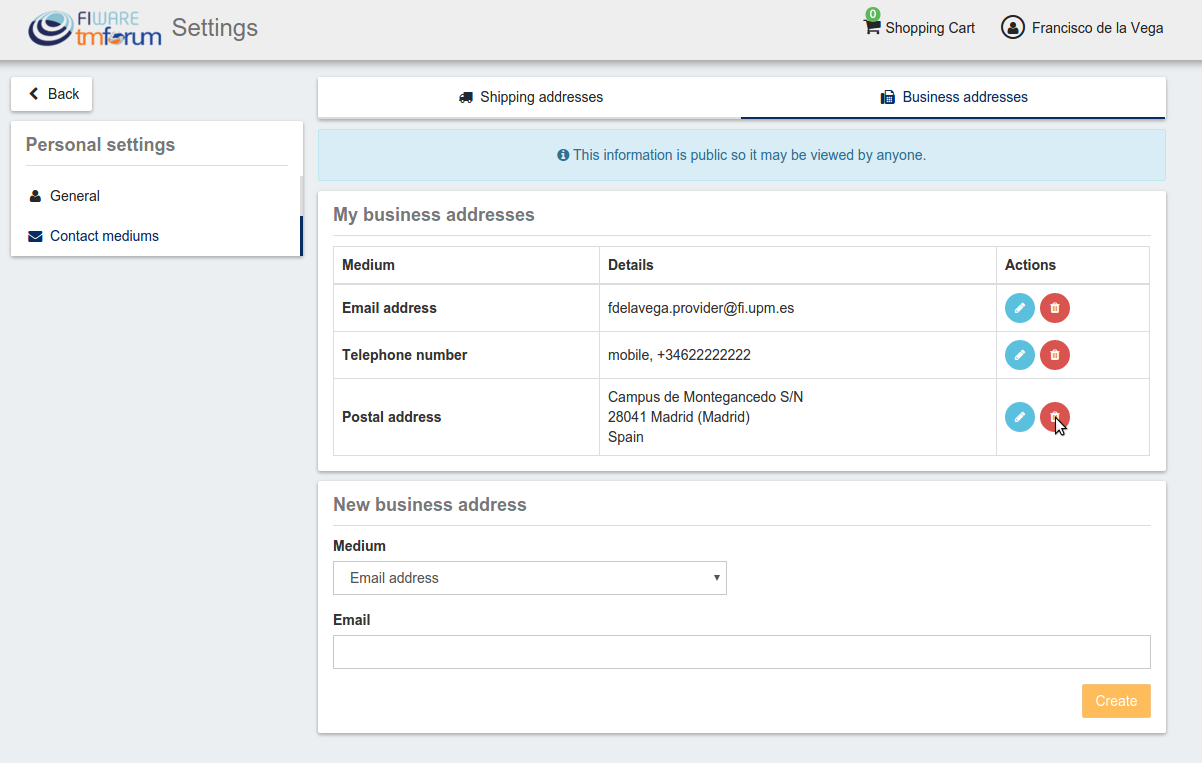 FIWARE
tmforum
Settings
0
Shopping Cart
Francisco de la Vega
Back
Personal settings
General
Contact mediums
Shipping addresses
Business addresses
This information is public so it may be viewed by anyone.
My business addresses
Medium Details Actions
Email address fdelavega.provider@fi.upm.es
Telephone number mobile, +34622222222
Postal address
Campus de Montegancedo S/N
28041 Madrid (Madrid)
Spain
New business address
Medium
Email address
Email
Create